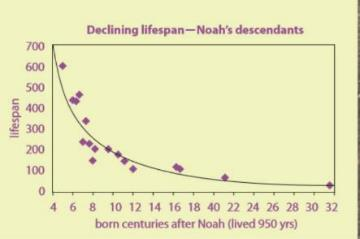 Declining lifespan—Noah's descendants
700
600
500
400
300
200
100
0
lifespan
4 6 8 10 12 14 16 18 40 22 24 26 28 30 32
born centuries after Noah (lived 950 yrs)